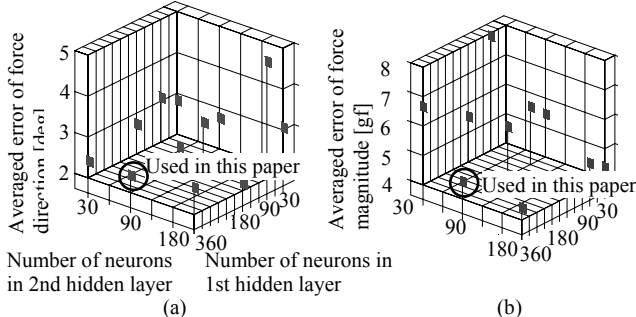 Averaged error of force
direction [deg]
5
4
3
2
30
90
180
360
180
90
30
Used in this paper
Number of neurons
in 2nd hidden layer
Number of neurons in
1st hidden layer
(a)
Averaged error of force
magnitude [gf]
8
7
6
5
4
30
90
180
360
180
90
30
Used in this paper
(b)